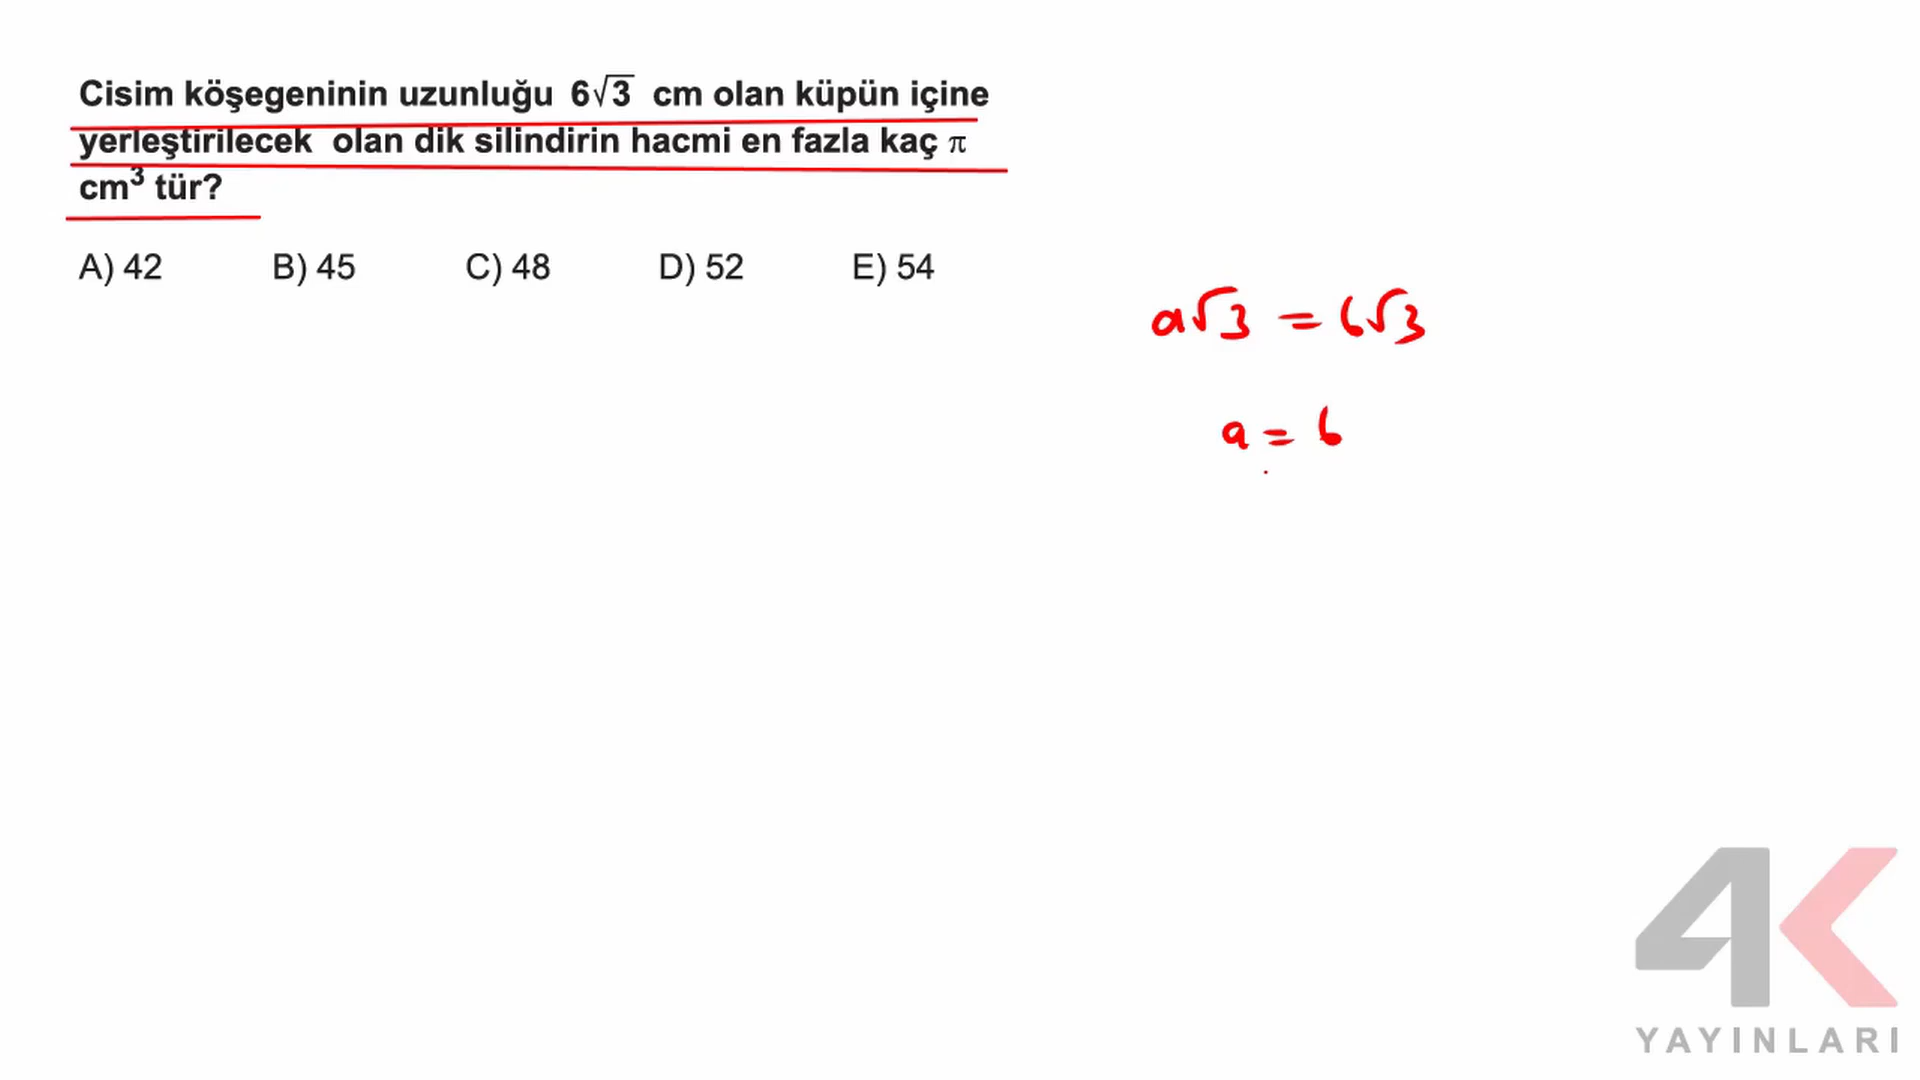 Cisim köşegeninin uzunluğu 6√3 cm olan küpün içine
yerleştirilecek olan dik silindirin hacmi en fazla kaç π
cm³ tür?
A) 42 B) 45 C) 48 D) 52 E) 54
a√3 = 6√3
a = 6
4K
YAYINLARI